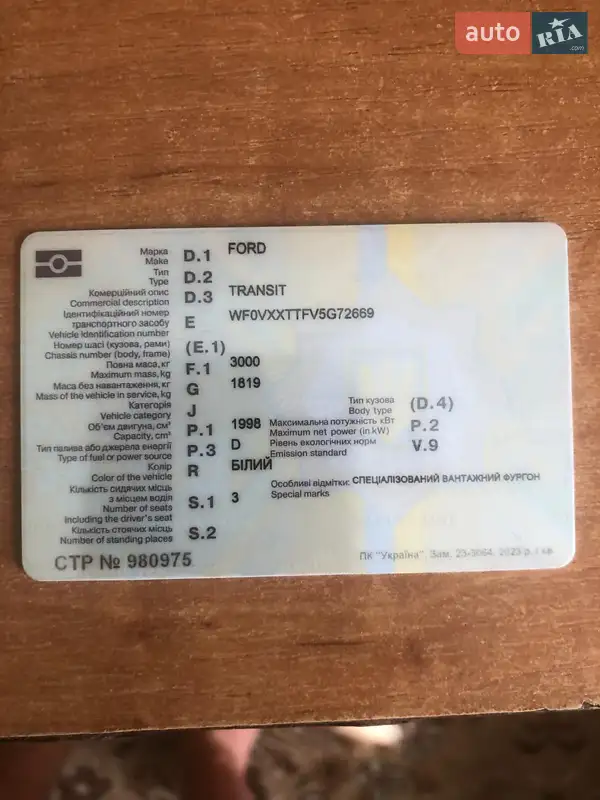 auto RIA .com
Марка
Make D.1 FORD
Тип
Type D.2
Комерційний опис
Commercial description D.3 TRANSIT
Ідентифікаційний номер
транспортного засобу E WF0VXXTTFV5G72669
Vehicle identification number
Номер шасі (кузова, рами)
Chassis number (body, frame) (E.1)
Повна маса, кг
Maximum mass, kg F.1 3000
Маса без навантаження, кг
Mass of the vehicle in service, kg G 1819
Категорія
Vehicle category J
Тип кузова
Body type (D.4)
Об'єм двигуна, см³
Capacity, cm³ P.1 1998
Максимальна потужність кВт
Maximum net power (in kW) P.2
Тип палива або джерела енергії
Type of fuel or power source P.3 D
Рівень екологічних норм
Emission standard V.9
Колір
Color of the vehicle R БІЛИЙ
Кількість сидячих місць
з місцем водія
Number of seats S.1 3
including the driver's seat
Особливі відмітки: СПЕЦІАЛІЗОВАНИЙ ВАНТАЖНИЙ ФУРГОН
Special marks
Кількість стоячих місць
Number of standing places S.2
СТР № 980975
ПК "Україна". Зам. 23-3064. 2023 р. I кв.